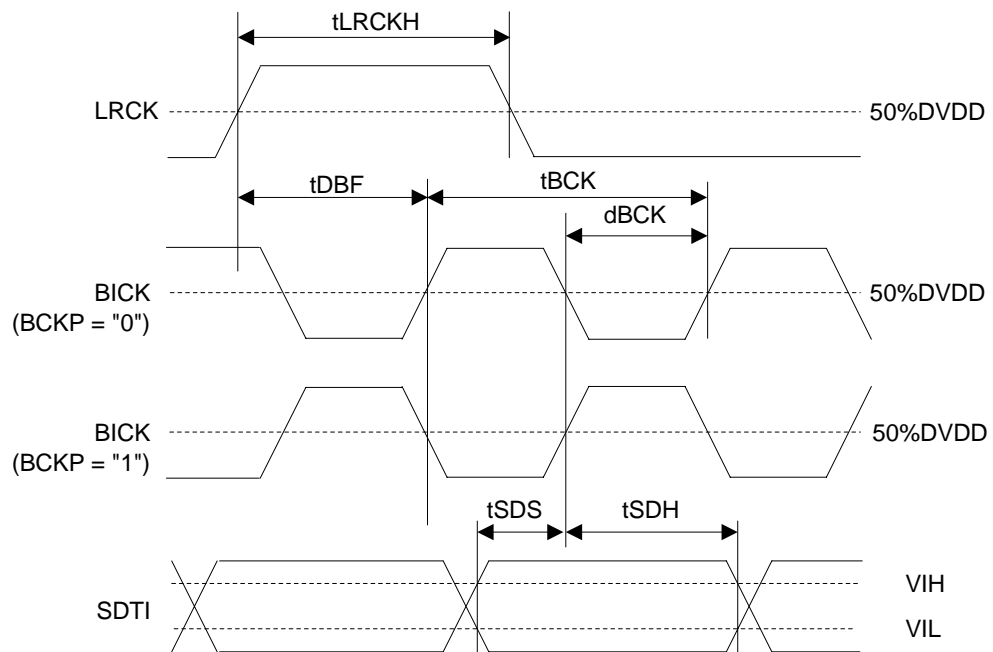 tLRCKH
LRCK
50%DVDD
tDBF
tBCK
dBCK
BICK
(BCKP = "0")
50%DVDD
BICK
(BCKP = "1")
50%DVDD
tSDS
tSDH
SDTI
VIH
VIL